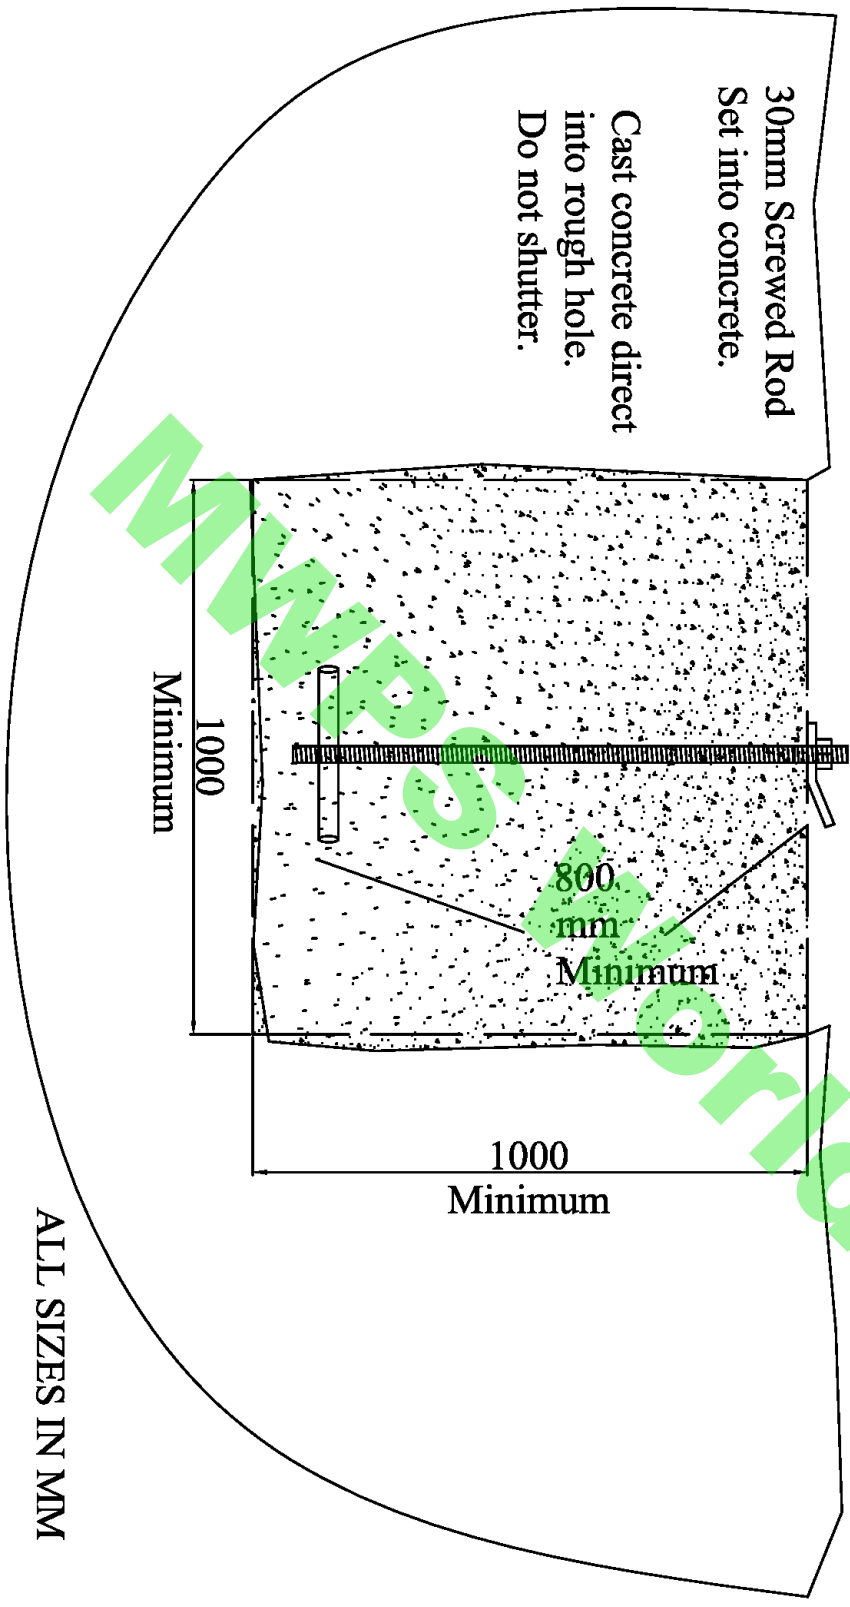 30mm Screwed Rod
Set into concrete.
Cast concrete direct
into rough hole.
Do not shutter.
800
mm
Minimum
1000
Minimum
1000
Minimum
ALL SIZES IN MM
MWPS World